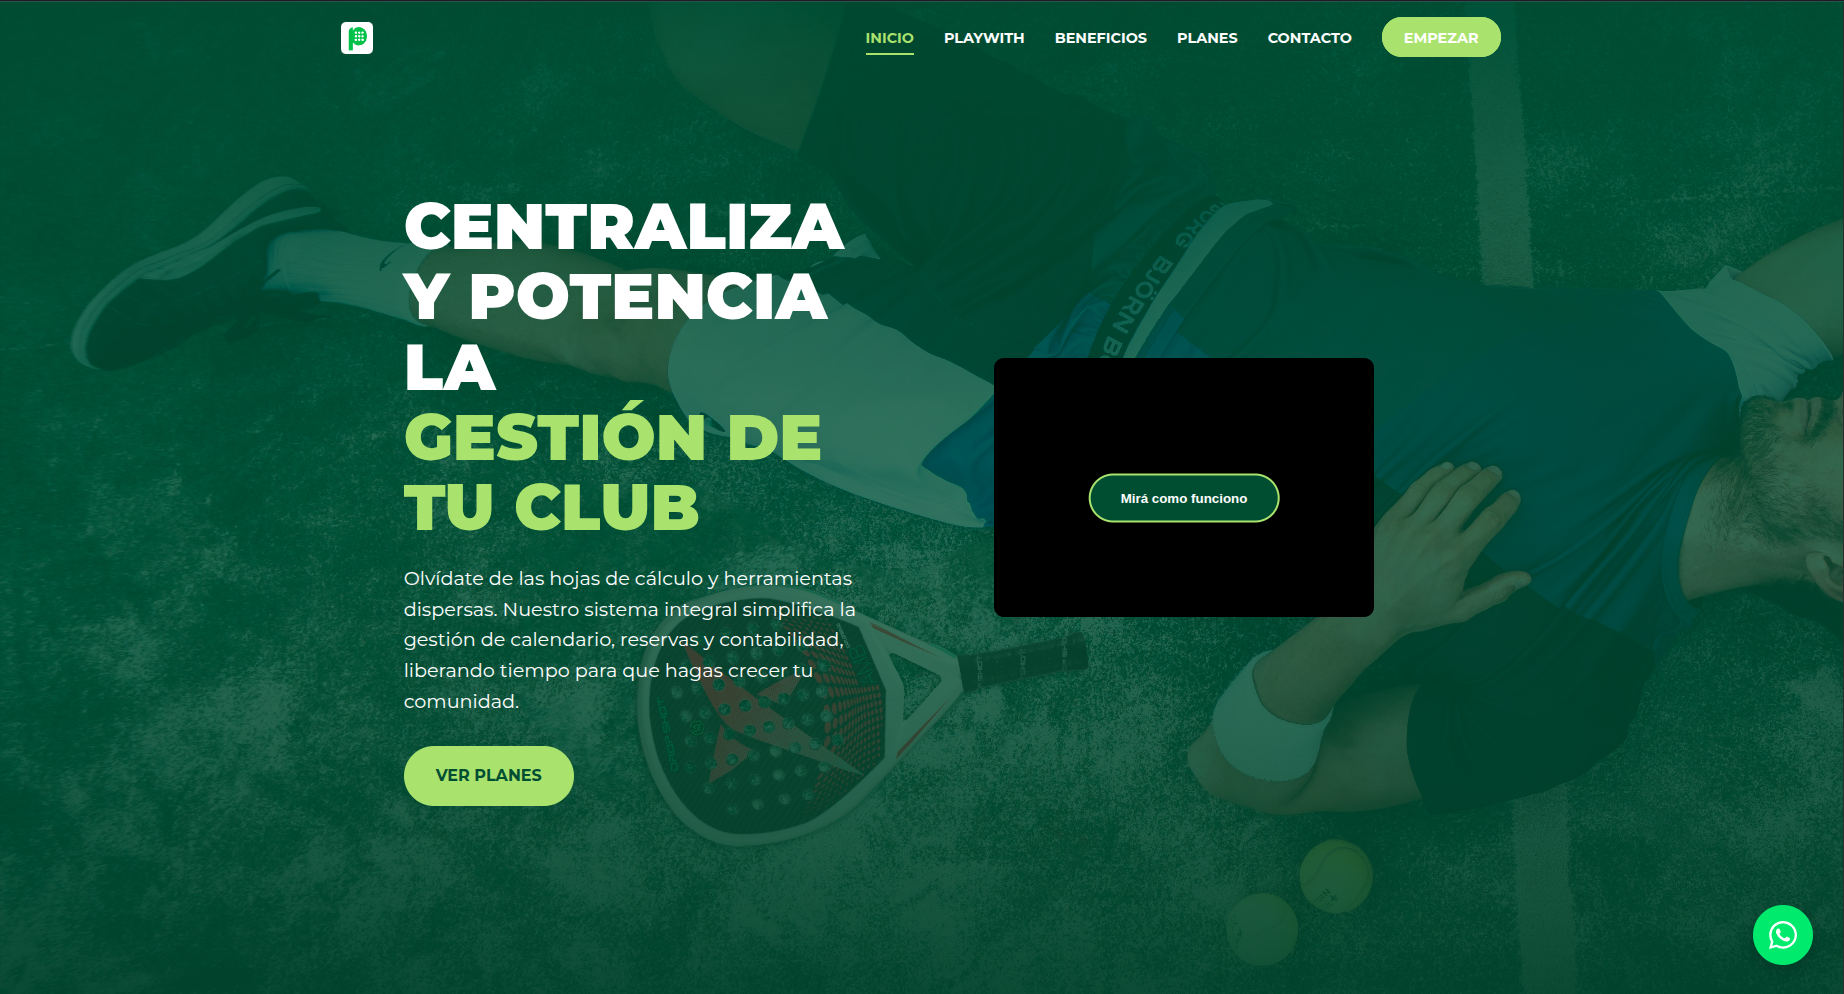 INICIO PLAYWITH BENEFICIOS PLANES CONTACTO EMPEZAR
CENTRALIZA
Y POTENCIA
LA
GESTIÓN DE
TU CLUB
Olvídate de las hojas de cálculo y herramientas
dispersas. Nuestro sistema integral simplifica la
gestión de calendario, reservas y contabilidad,
liberando tiempo para que hagas crecer tu
comunidad.
VER PLANES
Mirá como funciono
BJÖRN BO